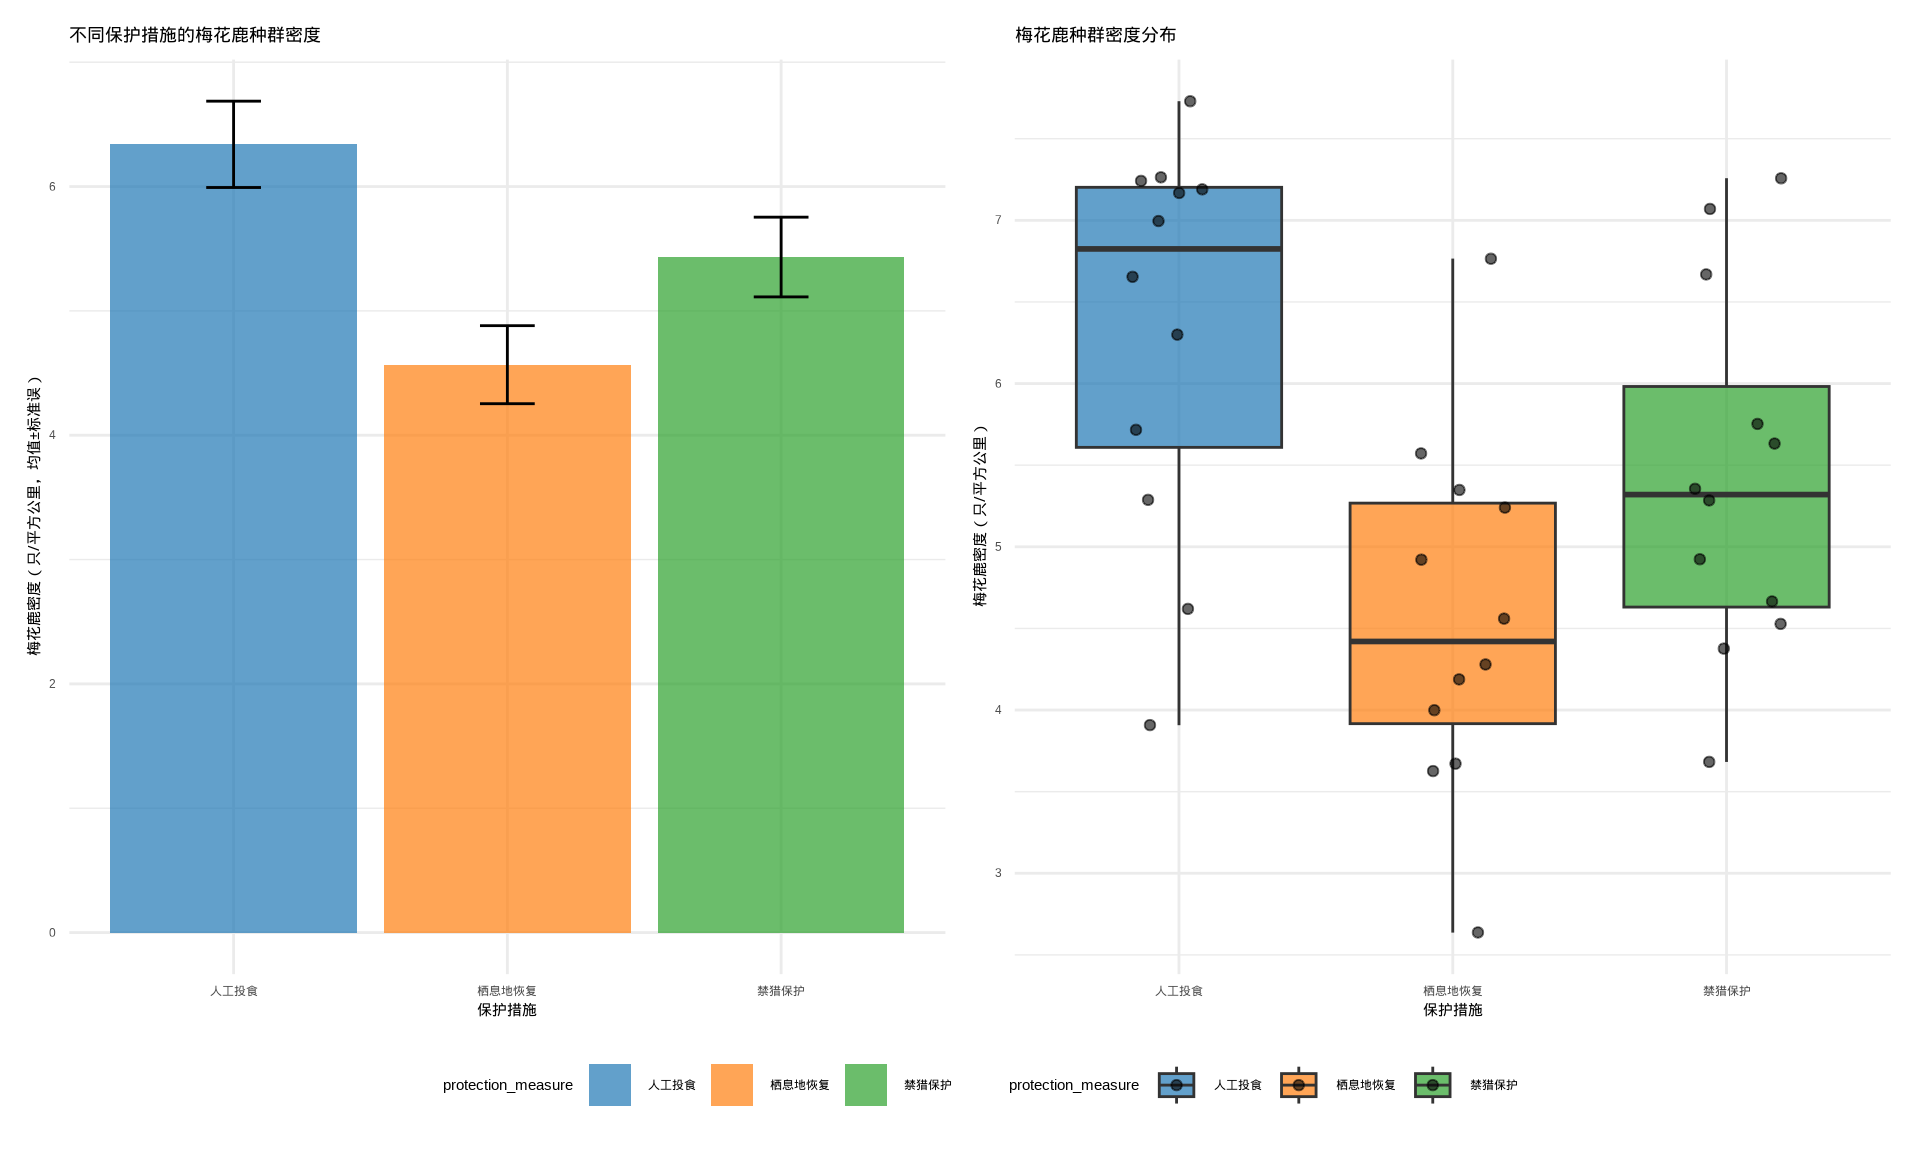 不同保护措施的梅花鹿种群密度
梅花鹿密度（只/平方公里，均值±标准误）
6
4
2
0
人工投食 栖息地恢复 禁猎保护
保护措施
梅花鹿种群密度分布
梅花鹿密度（只/平方公里）
7
6
5
4
3
人工投食 栖息地恢复 禁猎保护
保护措施
protection_measure 人工投食 栖息地恢复 禁猎保护
protection_measure 人工投食 栖息地恢复 禁猎保护